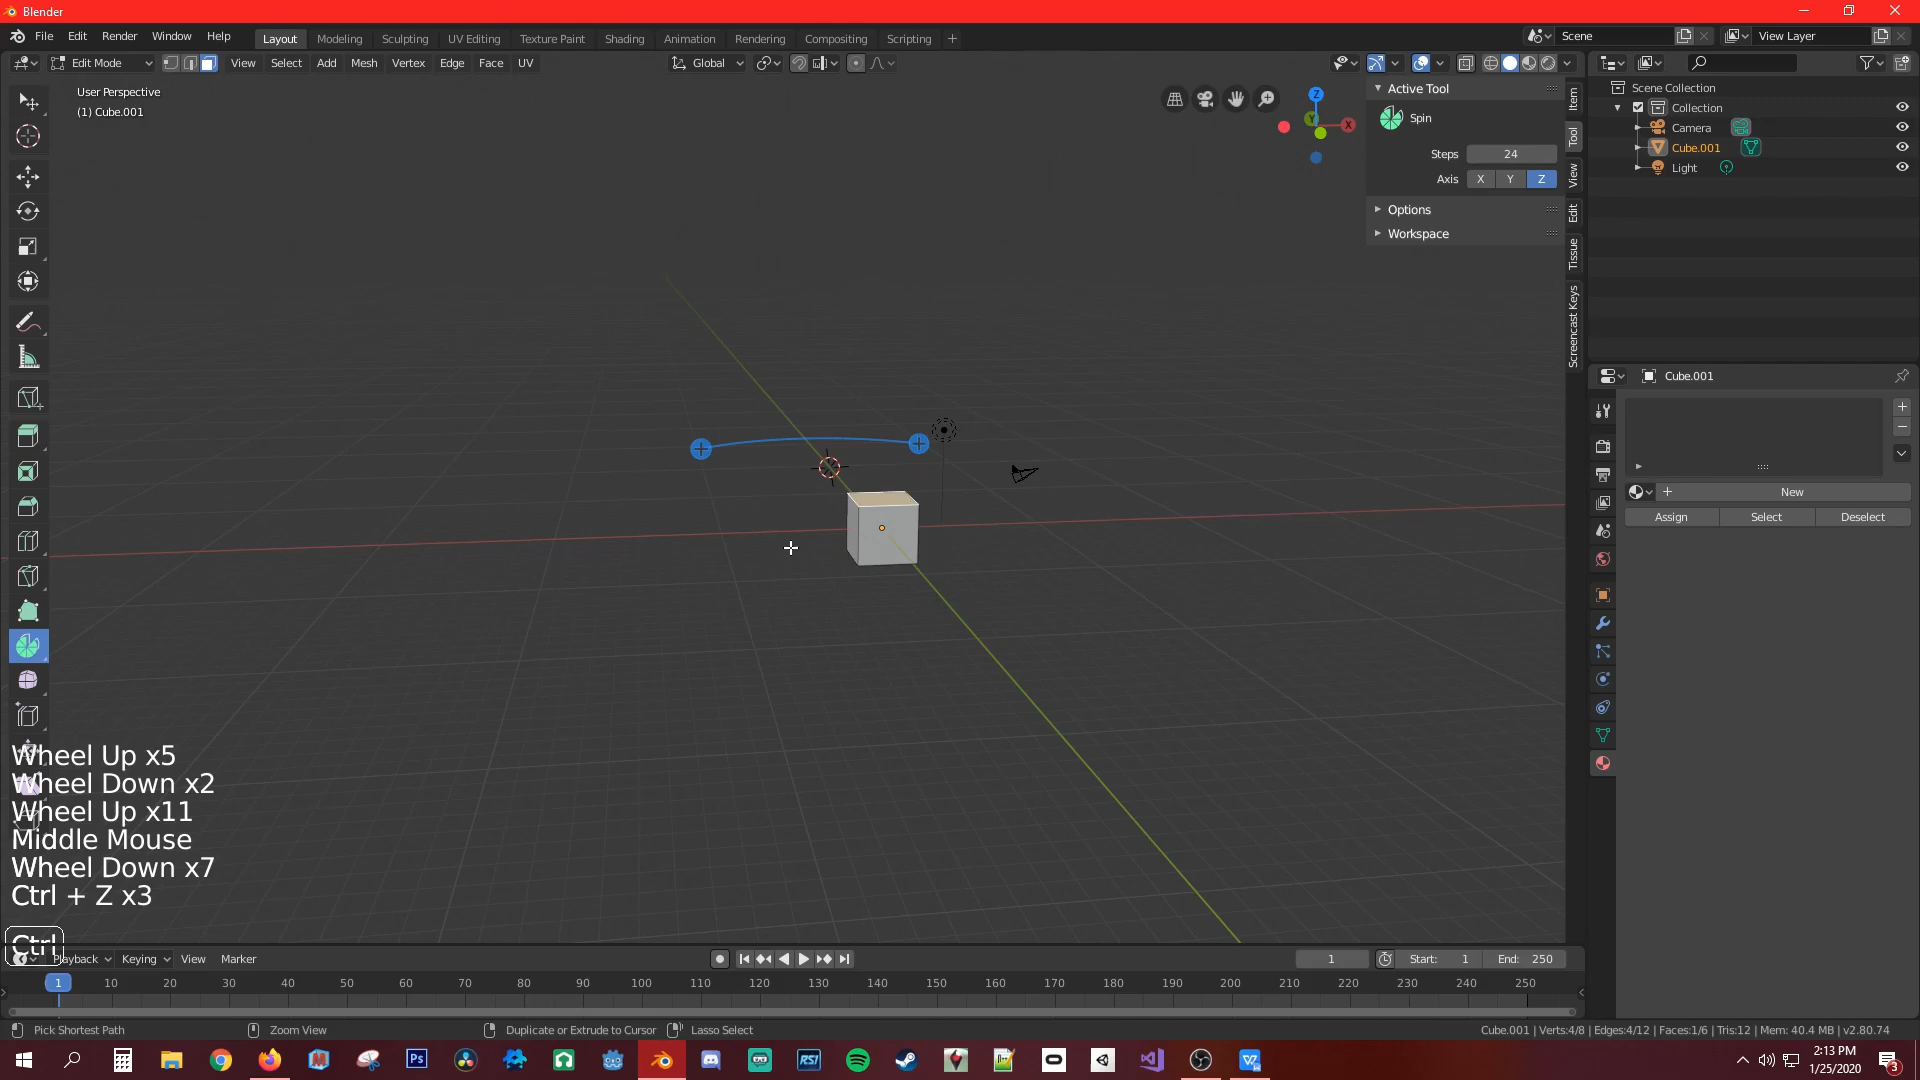 Blender
File Edit Render Window Help
Layout Modeling Sculpting UV Editing Texture Paint Shading Animation Rendering Compositing Scripting
Scene
View Layer
Edit Mode
View Select Add Mesh Vertex Edge Face UV
Global
User Perspective
(1) Cube.001
Z
Y
X
Active Tool
Spin
Steps 24
Axis X Y Z
Options
Workspace
Item
Tool
View
Edit
Tissue
Screencast Keys
Scene Collection
Collection
Camera
Cube.001
Light
Cube.001
New
Assign Select Deselect
Wheel Up x5
Wheel Down x2
Wheel Up x11
Middle Mouse
Wheel Down x7
Ctrl + Z x3
Ctrl
Playback Keying View Marker
1
Start: 1
End: 250
1 10 20 30 40 50 60 70 80 90 100 110 120 130 140 150 160 170 180 190 200 210 220 230 240 250
Pick Shortest Path
Zoom View
Duplicate or Extrude to Cursor
Lasso Select
Cube.001 | Verts:4/8 | Edges:4/12 | Faces:1/6 | Tris:12 | Mem: 40.4 MB | v2.80.74
Ps
RSI
2:13 PM
1/25/2020
3